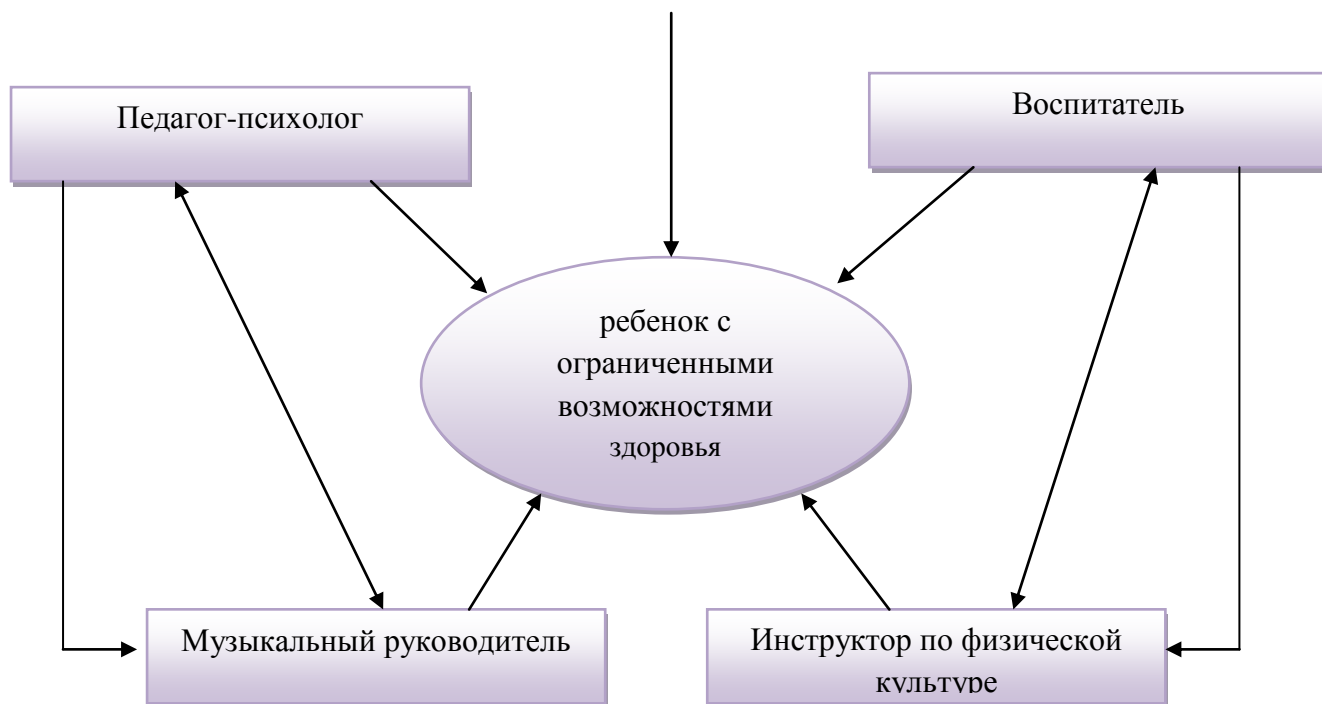 Педагог-психолог
Воспитатель
ребенок с
ограниченными
возможностями
здоровья
Музыкальный руководитель
Инструктор по физической
культуре